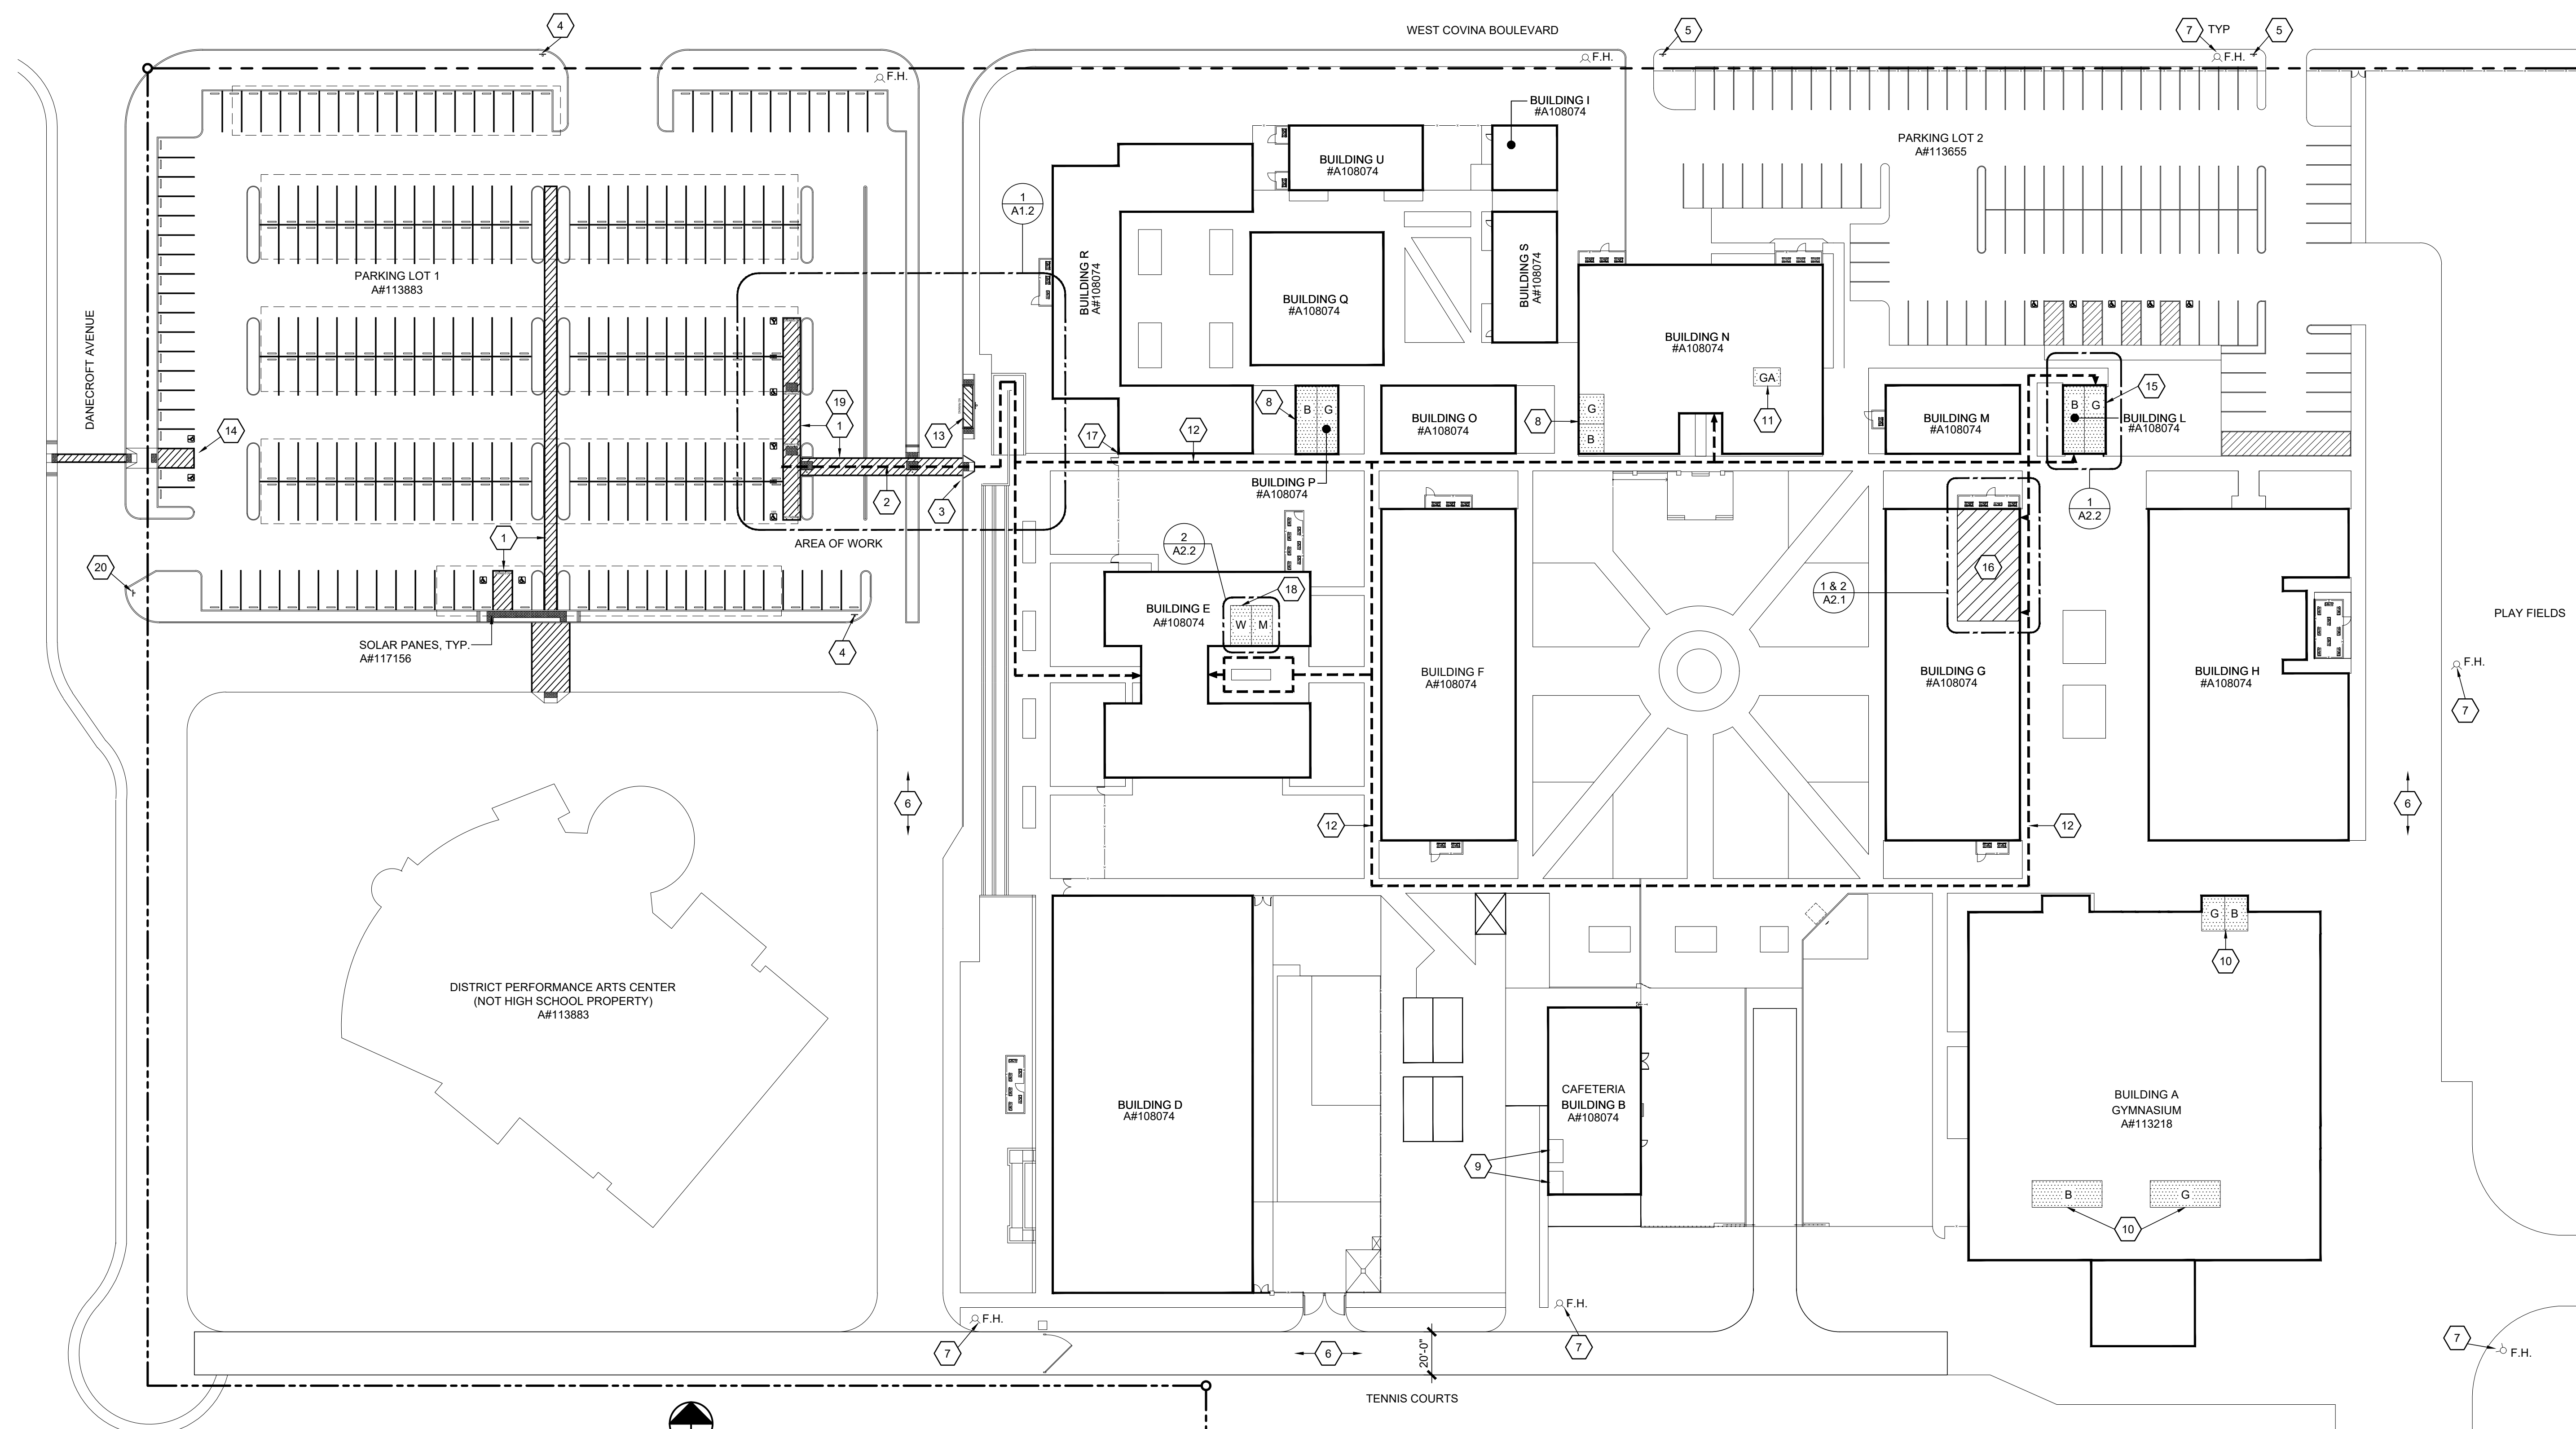 WEST COVINA BOULEVARD
4
5
7
TYP
5
F.H.
F.H.
F.H.
BUILDING I
#A108074
PARKING LOT 2
A#113655
BUILDING U
#A108074
1
A1.2
PARKING LOT 1
A#113883
BUILDING R
A#108074
BUILDING Q
#A108074
BUILDING S
A#108074
BUILDING N
#A108074
GA
11
DANECROFT AVENUE
14
19
1
13
17
12
8
B
G
BUILDING O
#A108074
8
G
B
BUILDING M
#A108074
B
G
15
BUILDING L
#A108074
BUILDING P
#A108074
2
3
1
A2.2
AREA OF WORK
1
20
2
A2.2
18
BUILDING E
A#108074
W
M
1 & 2
A2.1
16
SOLAR PANES, TYP.
A#117156
4
BUILDING F
A#108074
BUILDING G
#A108074
BUILDING H
#A108074
PLAY FIELDS
F.H.
7
6
12
12
6
G
B
10
DISTRICT PERFORMANCE ARTS CENTER
(NOT HIGH SCHOOL PROPERTY)
A#113883
BUILDING D
A#108074
CAFETERIA
BUILDING B
A#108074
9
BUILDING A
GYMNASIUM
A#113218
B
G
10
F.H.
7
F.H.
7
6
20'-0"
7
F.H.
TENNIS COURTS